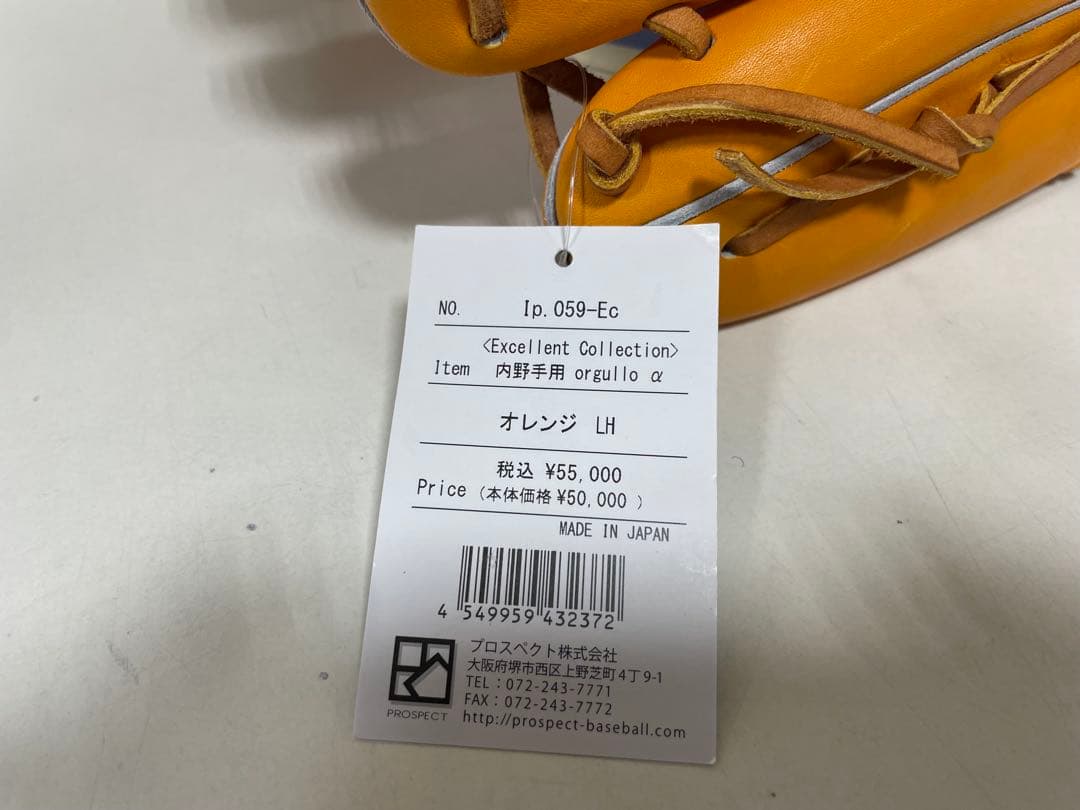 NO. Ip.059-Ec
<Excellent Collection>
Item 内野手用 orgullo α
オレンジ LH
税込 ¥55,000
Price (本体価格¥50,000 )
MADE IN JAPAN
4 549959 432372
プロスペクト株式会社
大阪府堺市西区上野芝町4丁9-1
TEL：072-243-7771
FAX：072-243-7772
PROSPECT http://prospect-baseball.com